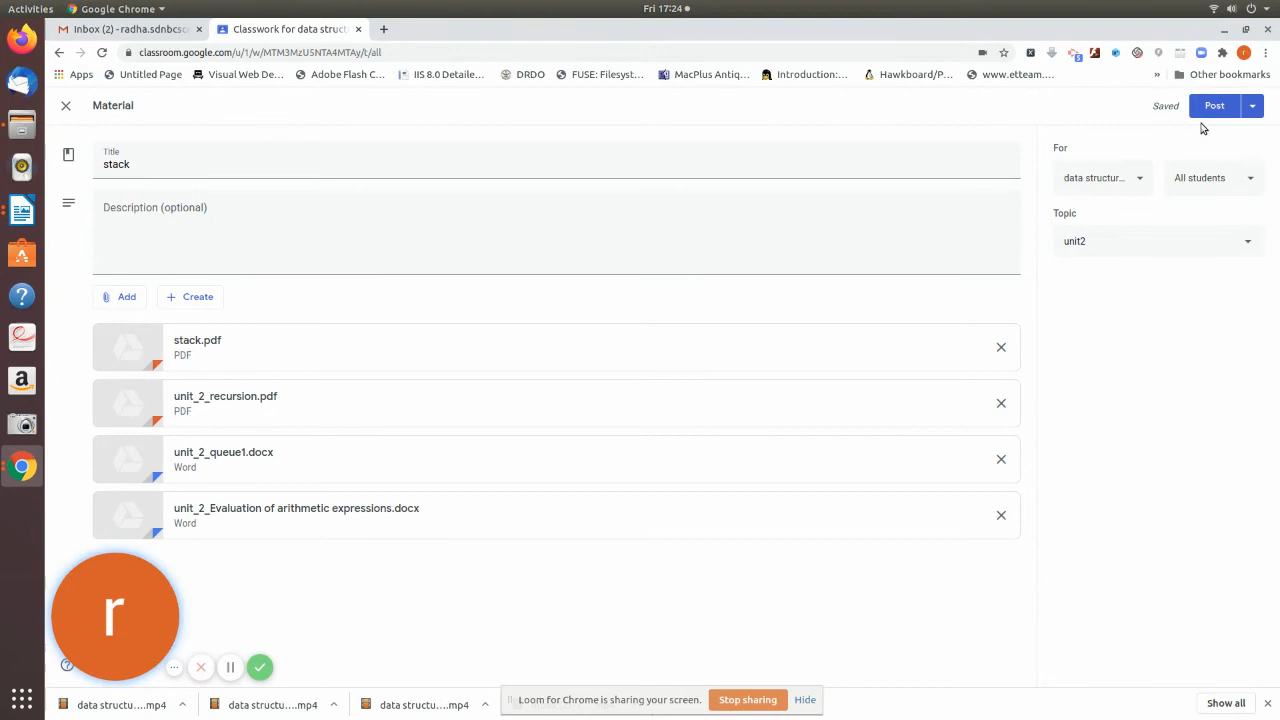 Activities
Google Chrome
Fri 17:24
Inbox (2) - radha.sdnbcsc
Classwork for data struct
classroom.google.com/u/1/w/MTM3MzU5NTA4MTAy/t/all
Apps
Untitled Page
Visual Web De...
Adobe Flash C...
IIS 8.0 Detaile...
DRDO
FUSE: Filesyst...
MacPlus Antiq...
Introduction:...
Hawkboard/P...
www.etteam....
»
Other bookmarks
Material
Saved
Post
Title
stack
Description (optional)
Add
Create
stack.pdf
PDF
unit_2_recursion.pdf
PDF
unit_2_queue1.docx
Word
unit_2_Evaluation of arithmetic expressions.docx
Word
For
data structur...
All students
Topic
unit2
r
Loom for Chrome is sharing your screen.
Stop sharing
Hide
data structu....mp4
data structu....mp4
data structu....mp4
Show all